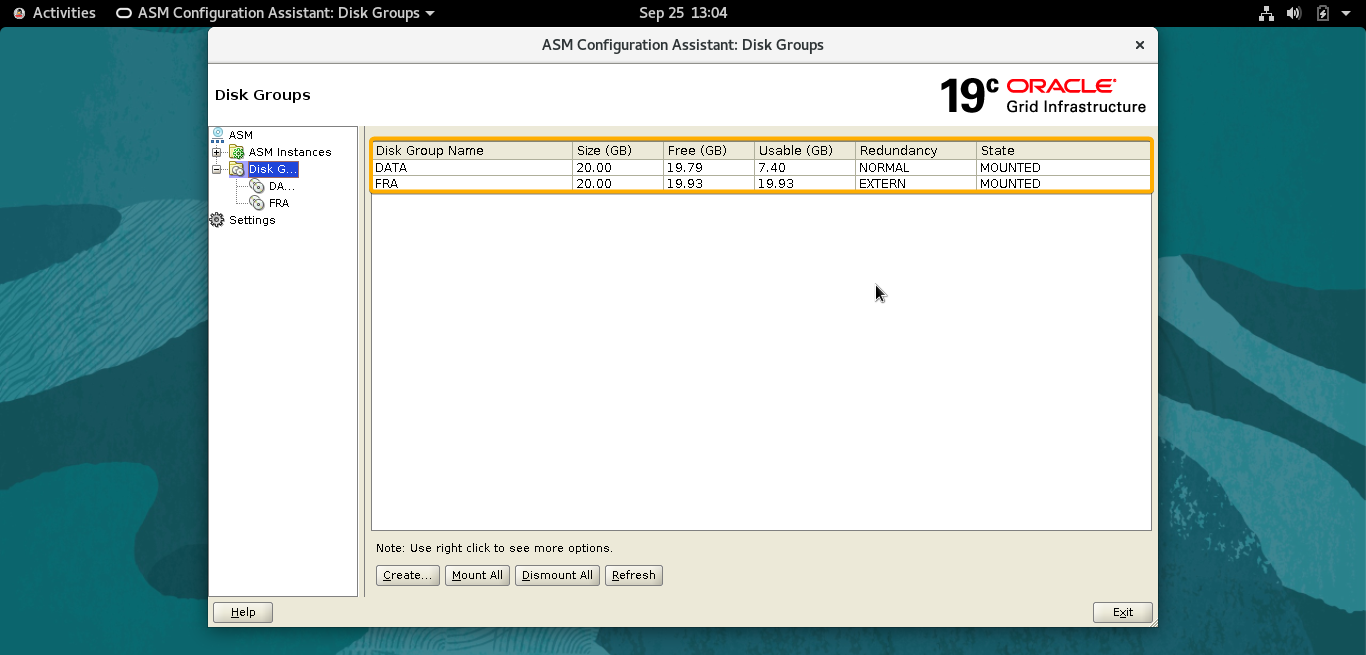 Activities ASM Configuration Assistant: Disk Groups Sep 25 13:04
ASM Configuration Assistant: Disk Groups
Disk Groups
19c ORACLE
Grid Infrastructure
ASM
ASM Instances
Disk G...
DA...
FRA
Settings
Disk Group Name Size (GB) Free (GB) Usable (GB) Redundancy State
DATA 20.00 19.79 7.40 NORMAL MOUNTED
FRA 20.00 19.93 19.93 EXTERN MOUNTED
Note: Use right click to see more options.
Create... Mount All Dismount All Refresh
Help Exit